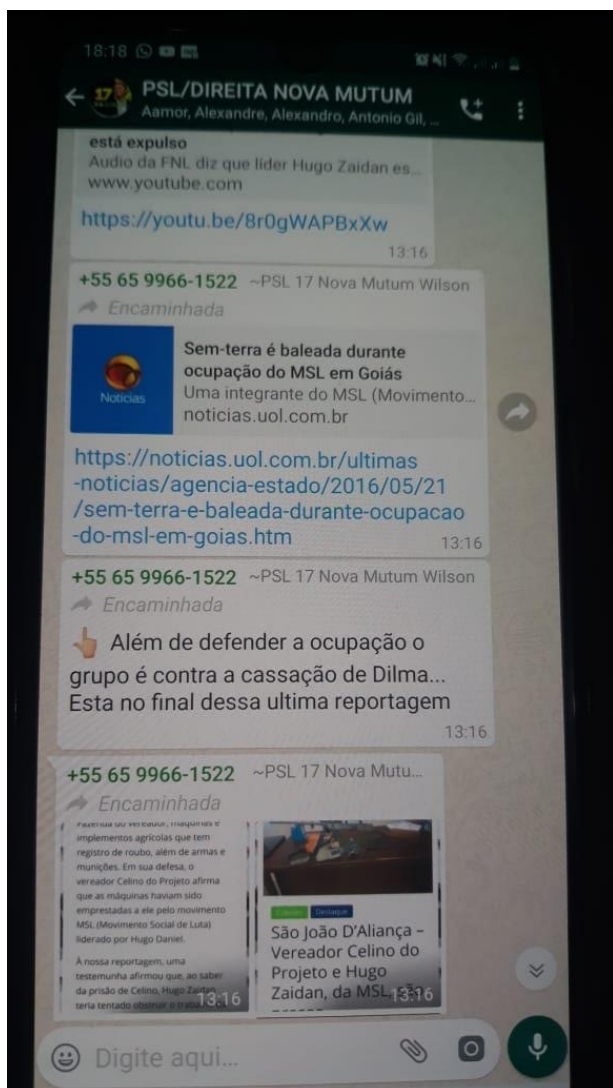 18:18
17
PSL/DIREITA NOVA MUTUM
Aamor, Alexandre, Alexandro, Antonio Gil, ...
está expulso
Audio da FNL diz que lider Hugo Zaidan es...
www.youtube.com
https://youtu.be/8r0gWAPBxXw
13:16
+55 65 9966-1522 ~PSL 17 Nova Mutum Wilson
Encaminhada
Notícias
Sem-terra é baleada durante
ocupação do MSL em Goiás
Uma integrante do MSL (Movimento...
noticias.uol.com.br
https://noticias.uol.com.br/ultimas
-noticias/agencia-estado/2016/05/21
/sem-terra-e-baleada-durante-ocupacao
-do-msl-em-goias.htm
13:16
+55 65 9966-1522 ~PSL 17 Nova Mutum Wilson
Encaminhada
👆 Além de defender a ocupação o
grupo é contra a cassação de Dilma...
Esta no final dessa ultima reportagem
13:16
+55 65 9966-1522 ~PSL 17 Nova Mutu...
Encaminhada
implementos agrícolas que tem
registro de roubo, além de armas e
munições. Em sua defesa, o
vereador Celino do Projeto afirma
que as máquinas haviam sido
emprestadas a ele pelo movimento
MSL (Movimento Social de Luta)
liderado por Hugo Daniel.
À nossa reportagem, uma
testemunha afirmou que, ao saber
da prisão de Celino, Hugo Zaidan
teria tentado obstruir o
13:16
Destaque
São João D'Aliança –
Vereador Celino do
Projeto e Hugo
Zaidan, da MSL, são
13:16
Digite aqui...